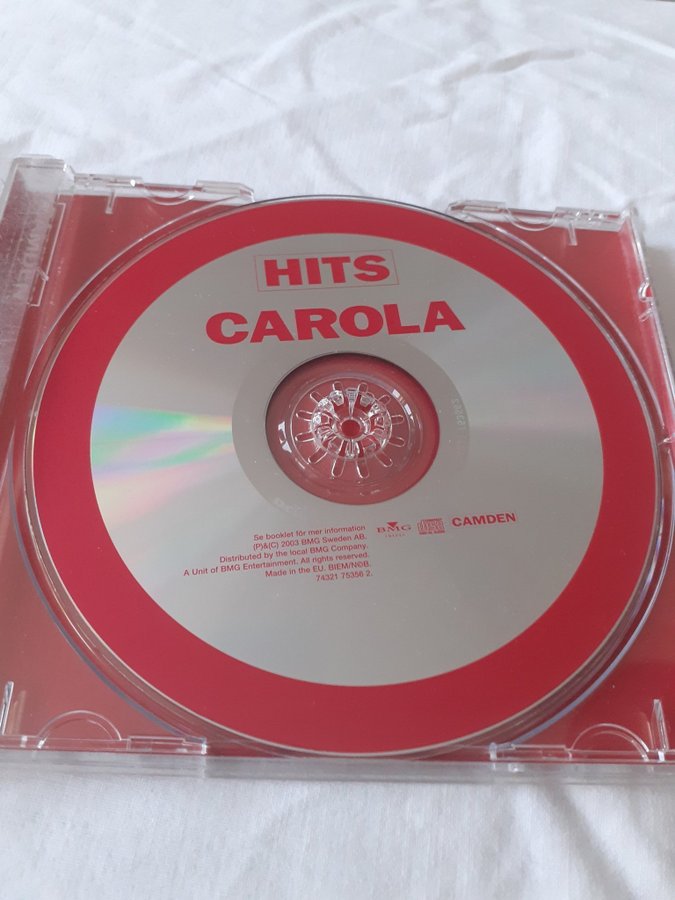 HITS
CAROLA
Se booklet för mer information
(P)&(C) 2003 BMG Sweden AB.
Distributed by the local BMG Company.
A Unit of BMG Entertainment. All rights reserved.
Made in the EU. BIEM/N©B.
74321 75356 2.
BMG
CAMDEN